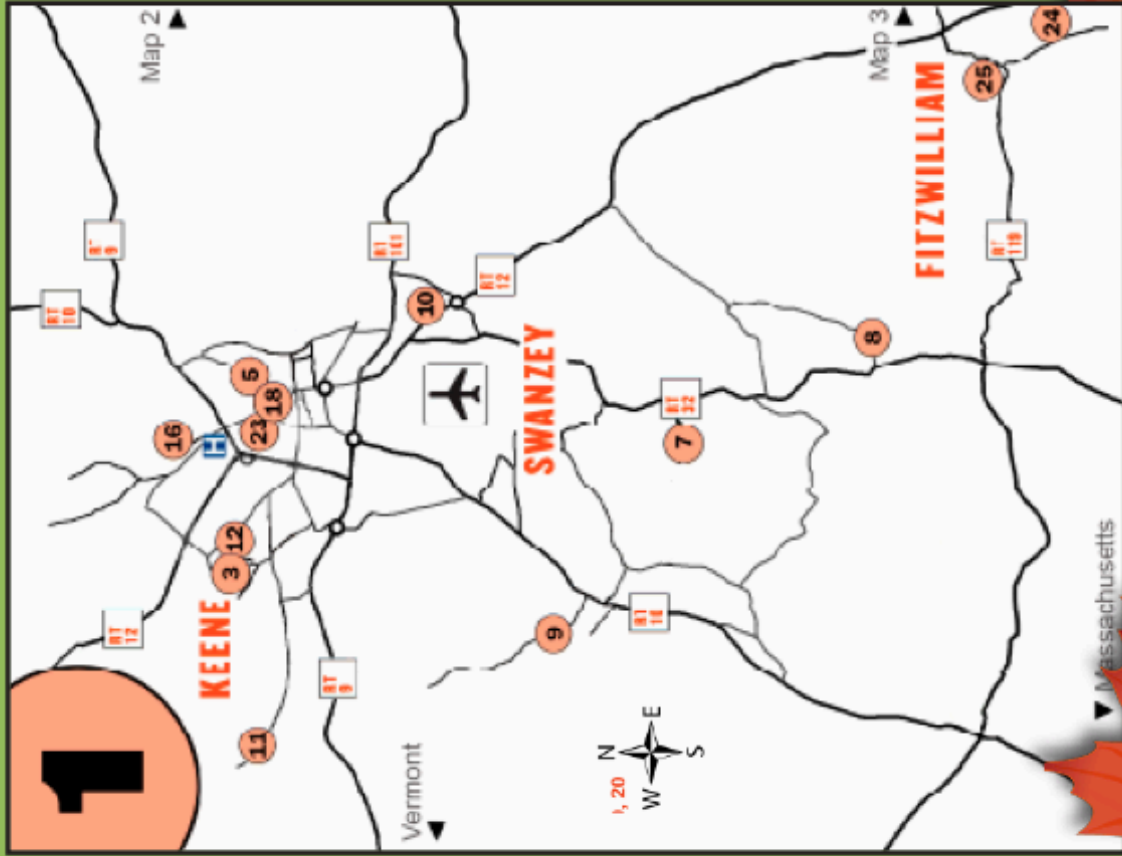 1
Map 2
RT
9
RT
10
RT
12
16
H
5
18
23
12
3
KEENE
11
RT
9
RT
101
10
RT
12
SWANZEY
Vermont
9
RT
10
7
RT
32
8
Map 3
FITZWILLIAM
25
24
RT
119
N
W
E
S
, 20
Massachusetts